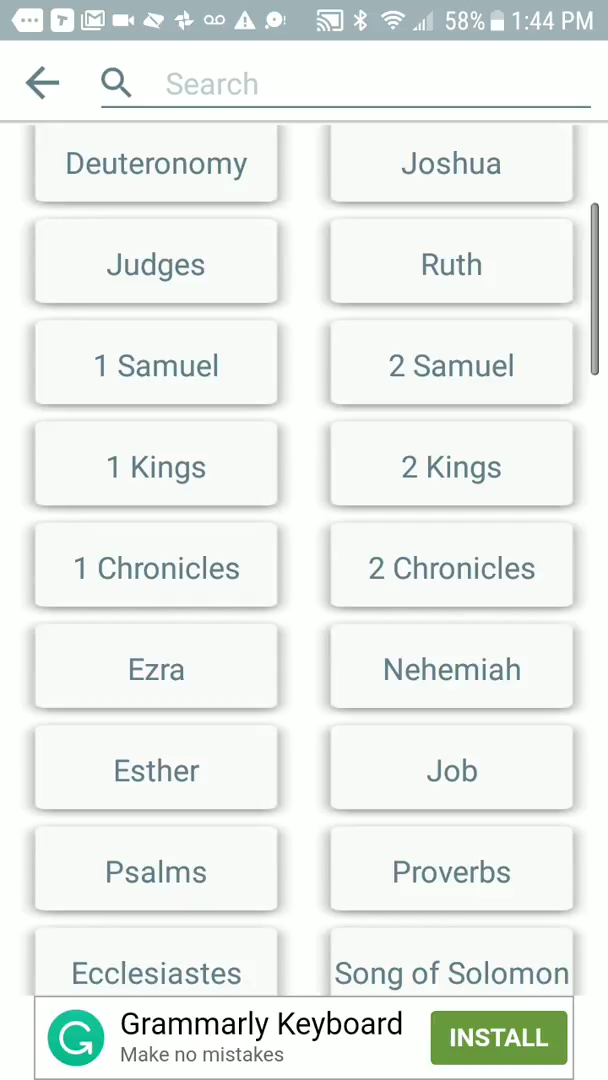 58% 1:44 PM
Search
Deuteronomy Joshua
Judges Ruth
1 Samuel 2 Samuel
1 Kings 2 Kings
1 Chronicles 2 Chronicles
Ezra Nehemiah
Esther Job
Psalms Proverbs
Ecclesiastes Song of Solomon
Grammarly Keyboard
Make no mistakes
INSTALL